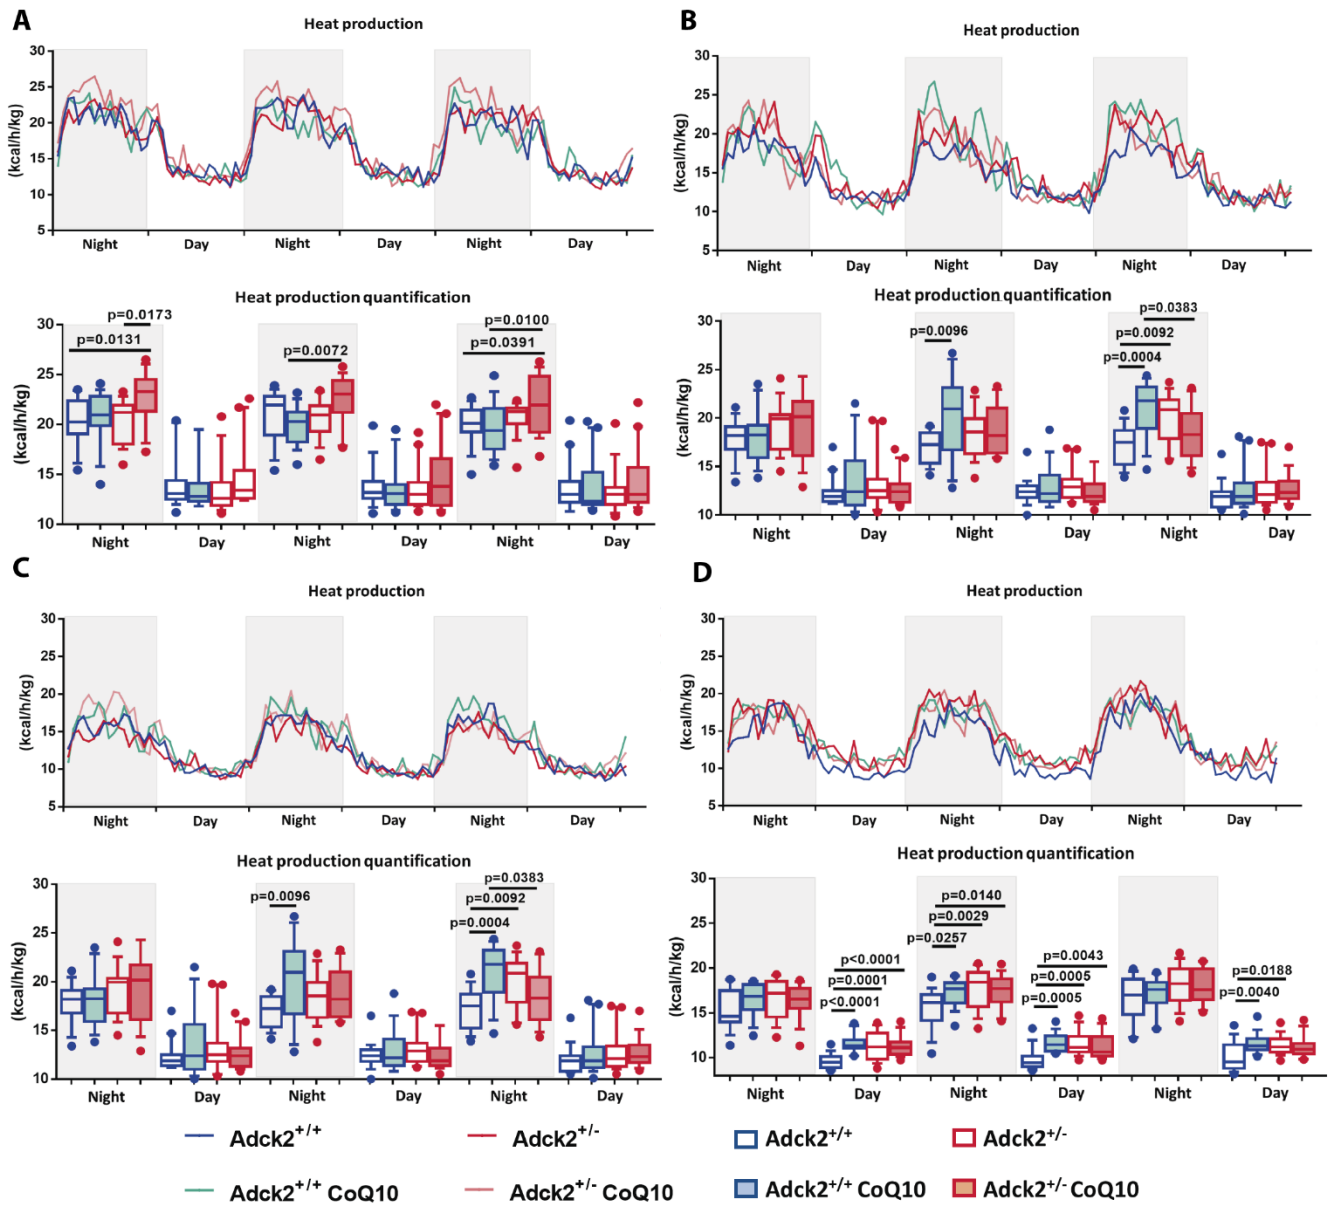 A
Heat production
(kcal/h/h/kg)
30
25
20
15
10
5
Night
Day
Night
Day
Night
Day
Heat production quantification
(kcal/h/kg)
30
25
20
15
10
p=0.0173
p=0.0131
p=0.0072
p=0.0100
p=0.0391
Night
Day
Night
Day
Night
Day
B
Heat production
(kcal/h/h/kg)
30
25
20
15
10
5
Night
Day
Night
Day
Night
Day
Heat production quantification
(kcal/h/kg)
30
25
20
15
10
p=0.0096
p=0.0383
p=0.0092
p=0.0004
Night
Day
Night
Day
Night
Day
C
Heat production
(kcal/h/kg)
30
25
20
15
10
5
Night
Day
Night
Day
Night
Day
Heat production quantification
(kcal/h/kg)
30
25
20
15
10
p=0.0096
p=0.0383
p=0.0092
p=0.0004
Night
Day
Night
Day
Night
Day
D
Heat production
(kcal/h/kg)
30
25
20
15
10
5
Night
Day
Night
Day
Night
Day
Heat production quantification
(kcal/h/kg)
30
25
20
15
10
p<0.0001
p=0.0001
p<0.0001
p=0.0140
p=0.0029
p=0.0257
p=0.0043
p=0.0005
p=0.0005
p=0.0188
p=0.0040
Night
Day
Night
Day
Night
Day
Adck2+/+
Adck2+/-
Adck2+/+ CoQ10
Adck2+/- CoQ10
Adck2+/+
Adck2+/-
Adck2+/+ CoQ10
Adck2+/- CoQ10